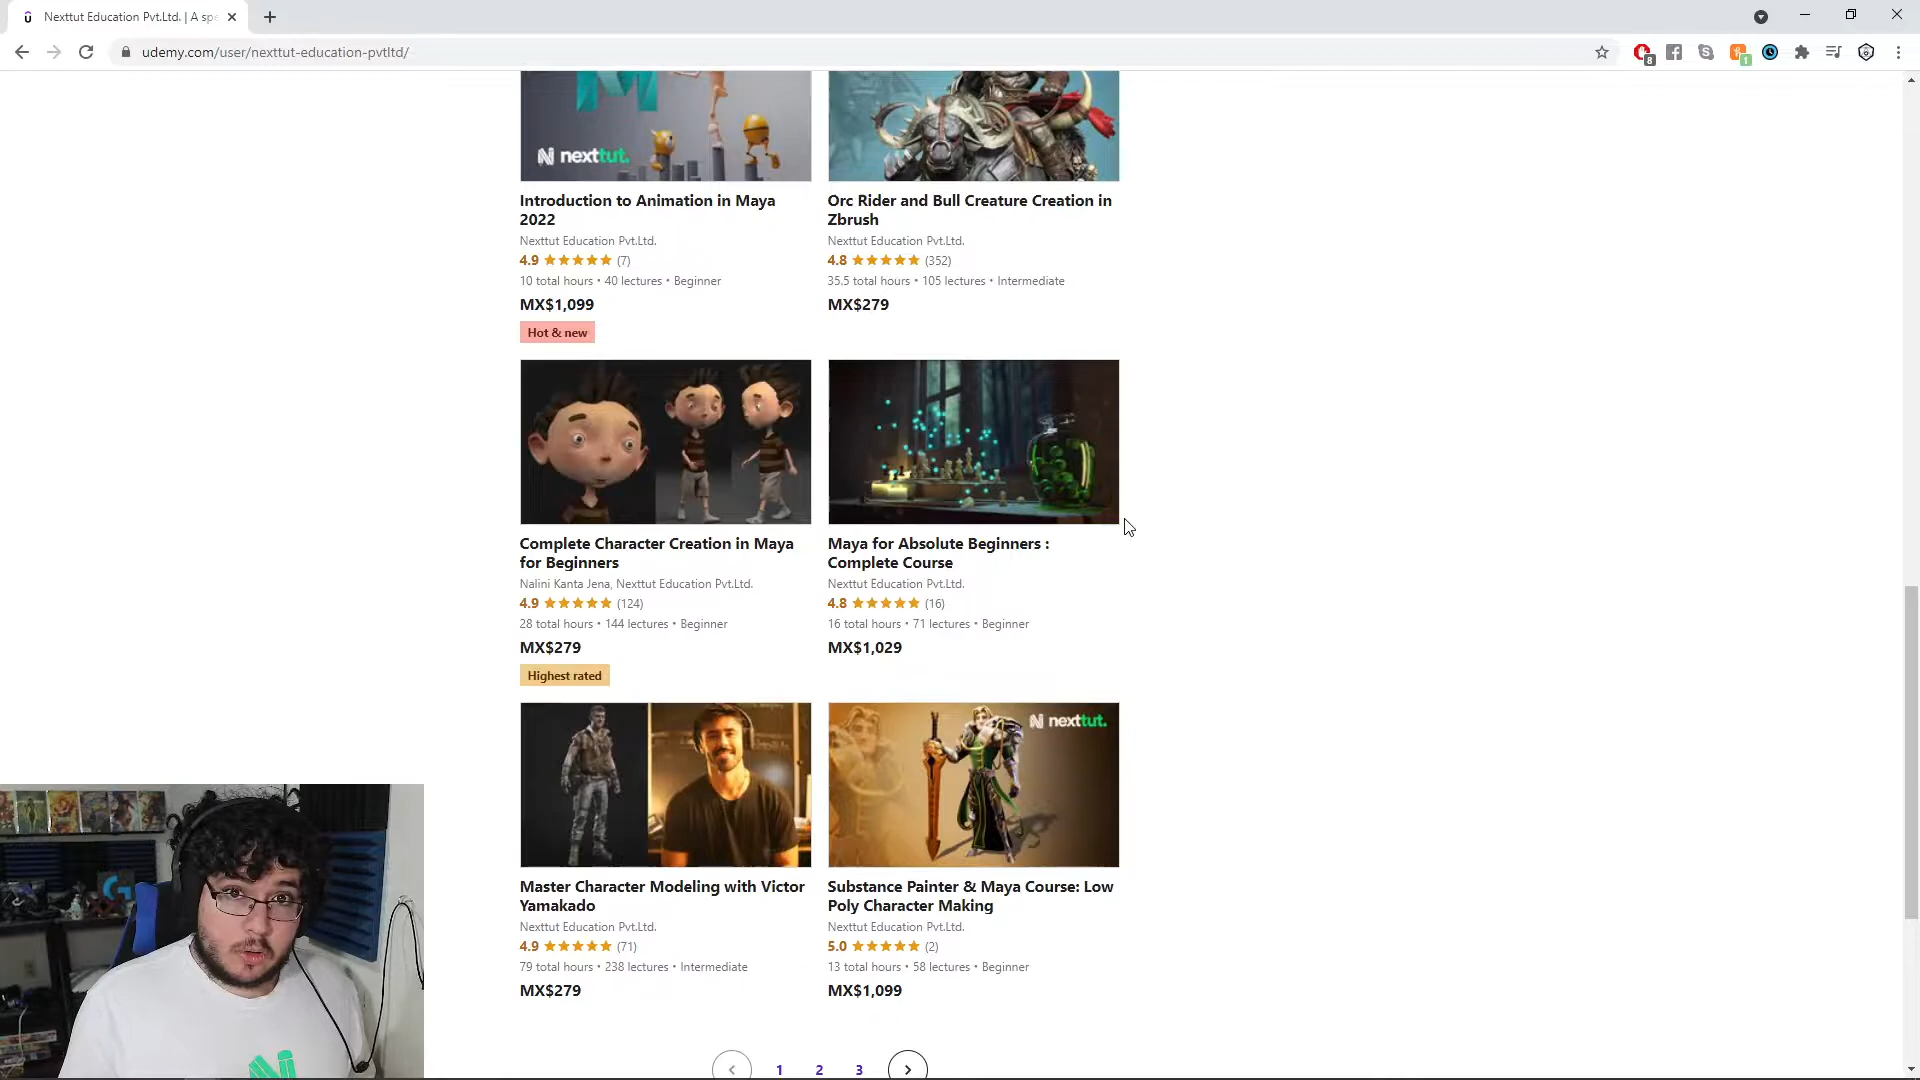 Nexttut Education Pvt.Ltd. | A spe
udemy.com/user/nexttut-education-pvtltd/
8
1
nexttut.
Introduction to Animation in Maya
2022
Nexttut Education Pvt.Ltd.
4.9 (7)
10 total hours • 40 lectures • Beginner
MX$1,099
Hot & new
Orc Rider and Bull Creature Creation in
Zbrush
Nexttut Education Pvt.Ltd.
4.8 (352)
35.5 total hours • 105 lectures • Intermediate
MX$279
Complete Character Creation in Maya
for Beginners
Nalini Kanta Jena, Nexttut Education Pvt.Ltd.
4.9 (124)
28 total hours • 144 lectures • Beginner
MX$279
Highest rated
Maya for Absolute Beginners :
Complete Course
Nexttut Education Pvt.Ltd.
4.8 (16)
16 total hours • 71 lectures • Beginner
MX$1,029
Master Character Modeling with Victor
Yamakado
Nexttut Education Pvt.Ltd.
4.9 (71)
79 total hours • 238 lectures • Intermediate
MX$279
nexttut.
Substance Painter & Maya Course: Low
Poly Character Making
Nexttut Education Pvt.Ltd.
5.0 (2)
13 total hours • 58 lectures • Beginner
MX$1,099
1 2 3